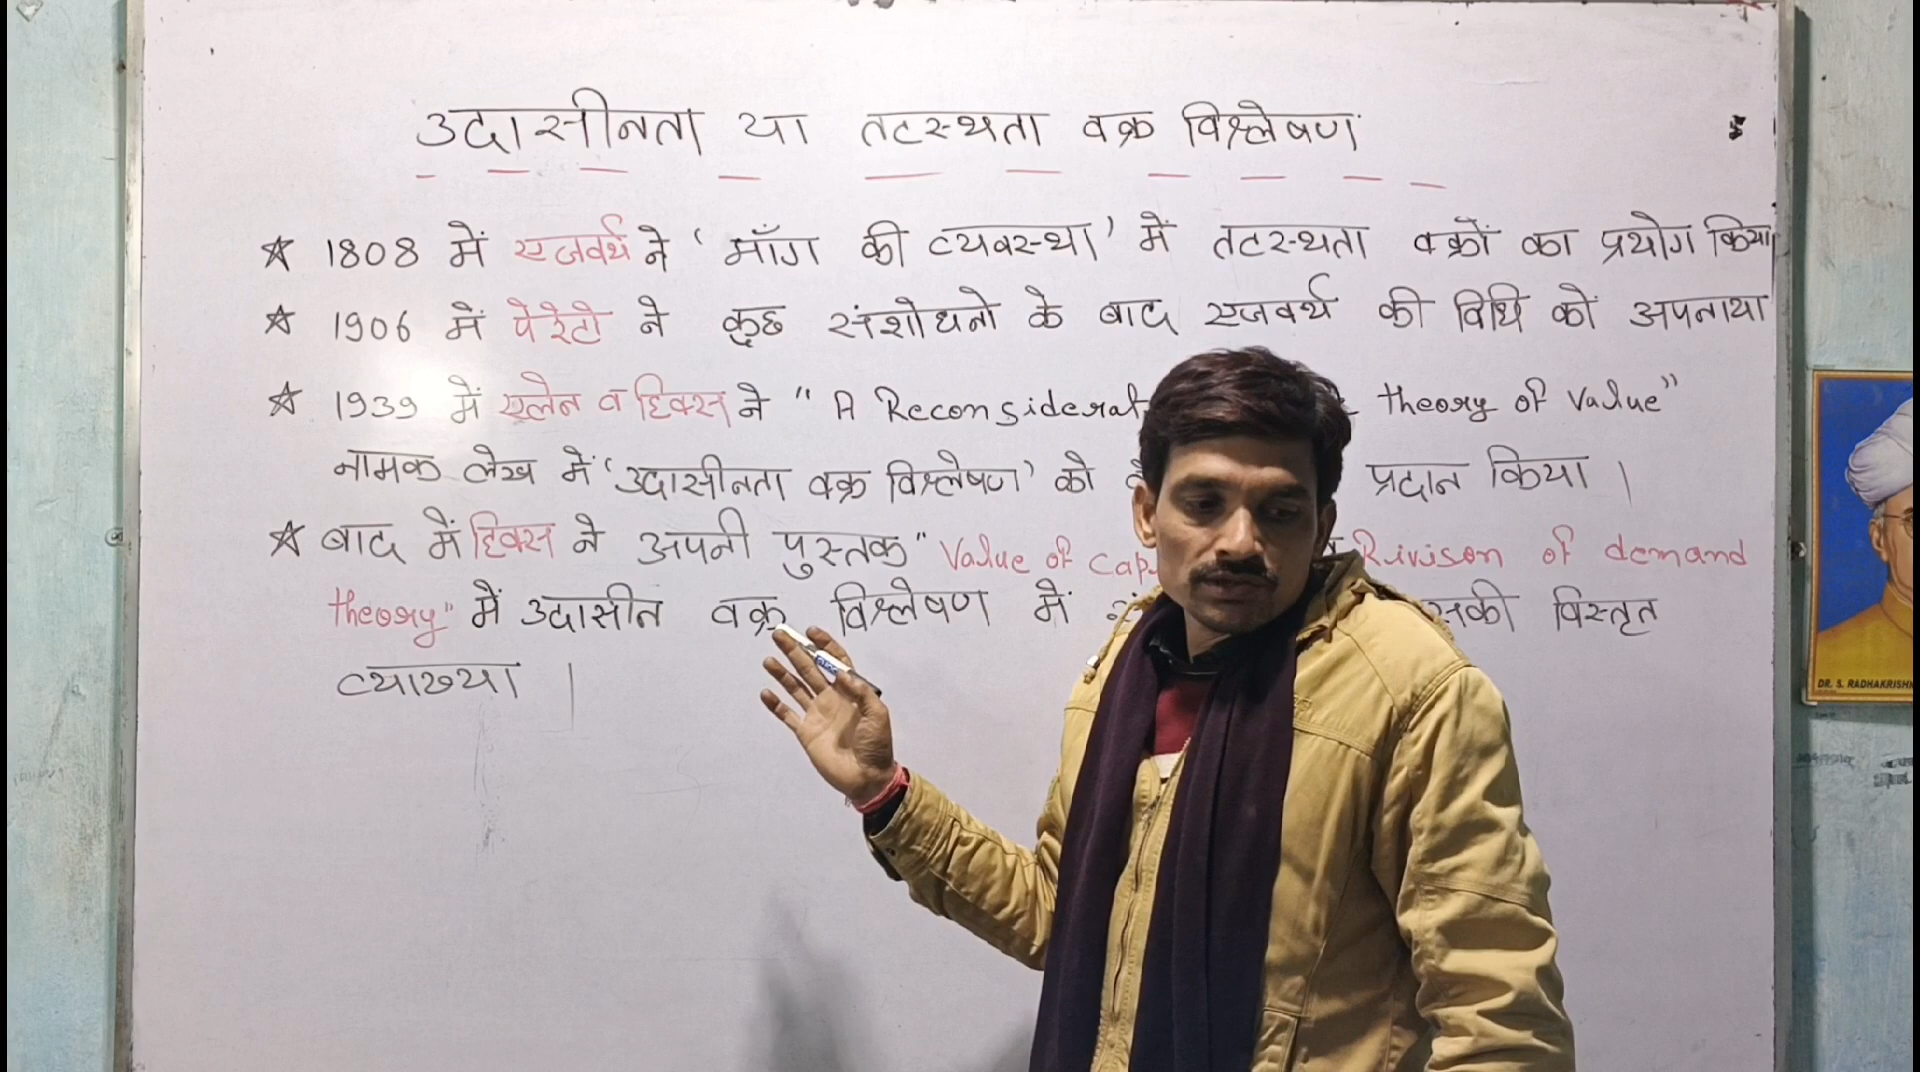 उदासीनता या तटस्थता वक्र विश्लेषण
☆ 1808 में एजवर्थ ने 'माँग की व्यवस्था' में तटस्थता वक्रों का प्रयोग किया
☆ 1906 में पेरेटो ने कुछ संशोधनो के बाद एजवर्थ की विधि को अपनाया
☆ 1939 में एलेन व हिक्स ने "A Reconsiderat theory of Value"
नामक लेख में 'उदासीनता वक्र विश्लेषण' को प्रदान किया।
☆ बाद में हिक्स ने अपनी पुस्तक "Value of Cap Rivison of demand
theory" में उदासीन वक्र विश्लेषण में विस्तृत
व्याख्या।
DR. S. RADHAKRISHN